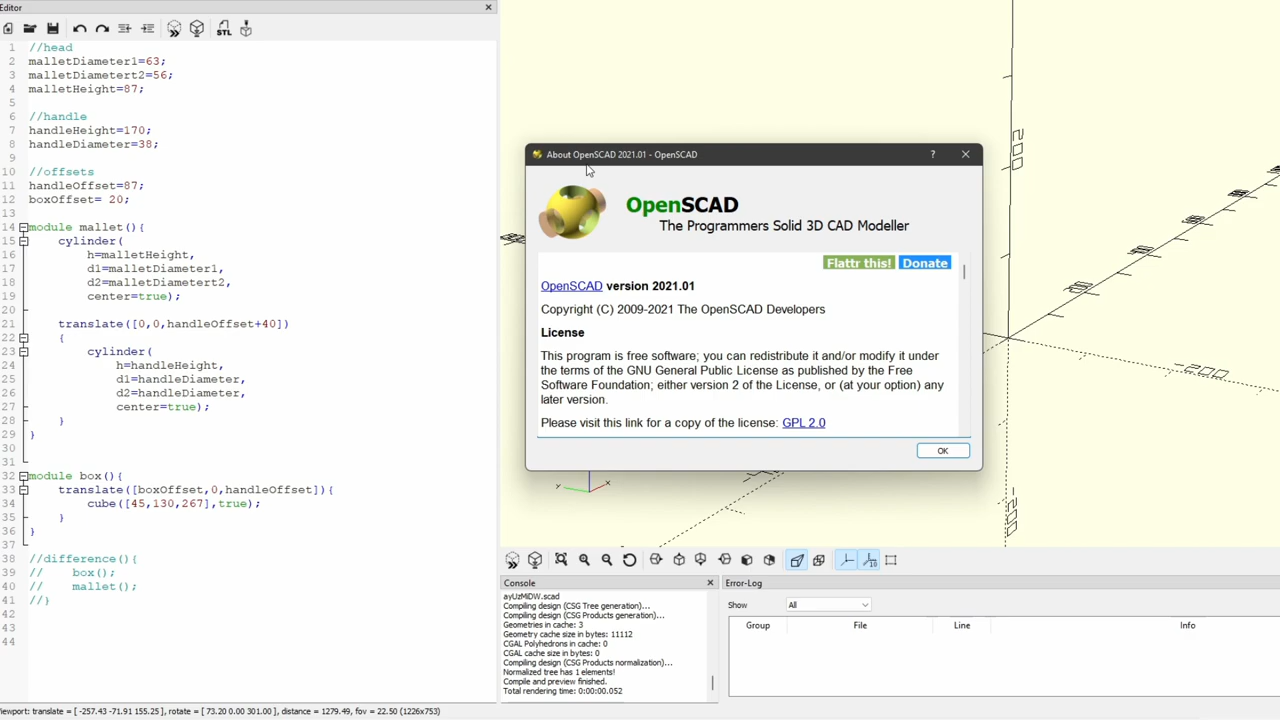 Editor
STL
1 //head
2 malletDiameter1=63;
3 malletDiametert2=56;
4 malletHeight=87;
5
6 //handle
7 handleHeight=170;
8 handleDiameter=38;
9
10 //offsets
11 handleOffset=87;
12 boxOffset= 20;
13
14 module mallet(){
15 cylinder(
16 h=malletHeight,
17 d1=malletDiameter1,
18 d2=malletDiametert2,
19 center=true);
20
21 translate([0,0,handleOffset+40])
22 {
23 cylinder(
24 h=handleHeight,
25 d1=handleDiameter,
26 d2=handleDiameter,
27 center=true);
28 }
29 }
30
31
32 module box(){
33 translate([boxOffset,0,handleOffset]){
34 cube([45,130,267],true);
35 }
36 }
37
38 //difference(){
39 // box();
40 // mallet();
41 //}
42
43
44
About OpenSCAD 2021.01 - OpenSCAD
?
OpenSCAD
The Programmers Solid 3D CAD Modeller
Flattr this! Donate
OpenSCAD version 2021.01
Copyright (C) 2009-2021 The OpenSCAD Developers
License
This program is free software; you can redistribute it and/or modify it under
the terms of the GNU General Public License as published by the Free
Software Foundation; either version 2 of the License, or (at your option) any
later version.
Please visit this link for a copy of the license: GPL 2.0
OK
200
-200
Y
X
10
Console
ayUzMiDW.scad
Compiling design (CSG Tree generation)...
Compiling design (CSG Products generation)...
Geometries in cache: 3
Geometry cache size in bytes: 11112
CGAL Polyhedrons in cache: 0
CGAL cache size in bytes: 0
Compiling design (CSG Products normalization)...
Normalized tree has 1 elements!
Compile and preview finished.
Total rendering time: 0:00:00.052
Error-Log
Show All
Group File Line Info
Viewport: translate = [ -257.43 -71.91 155.25 ], rotate = [ 73.20 0.00 301.00 ], distance = 1279.49, fov = 22.50 (1226x753)